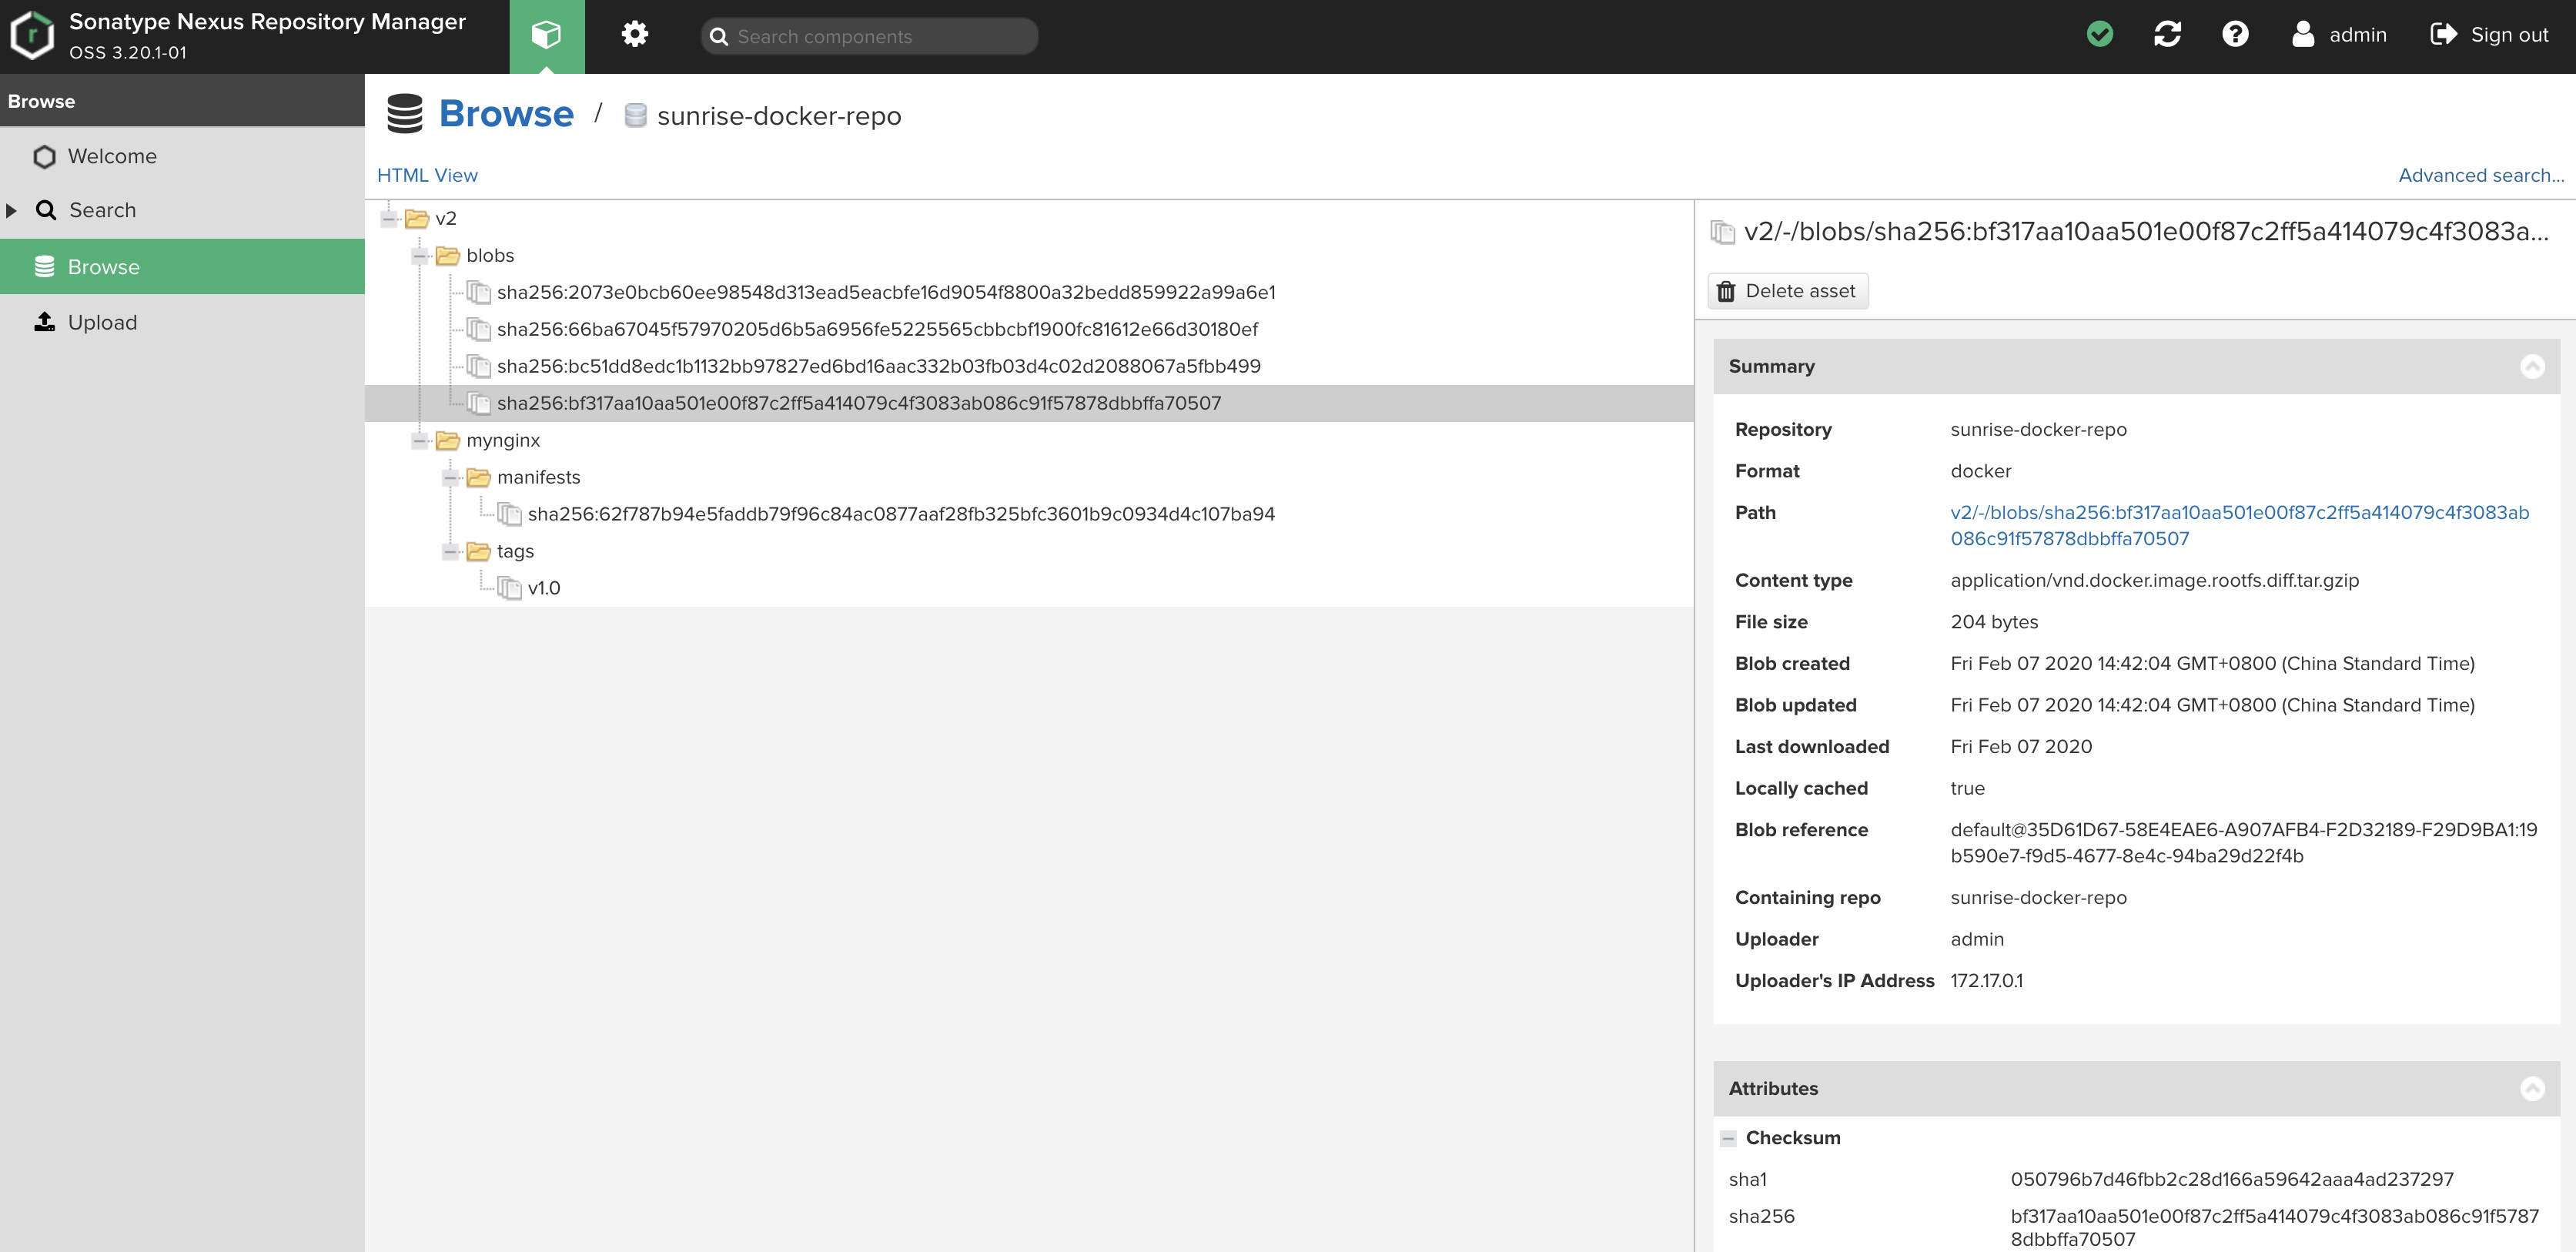 Sonatype Nexus Repository Manager
OSS 3.20.1-01
Search components
admin
Sign out
Browse
Welcome
Search
Browse
Upload
Browse / sunrise-docker-repo
HTML View
Advanced search...
v2
blobs
sha256:2073e0bcb60ee98548d313ead5eacbfe16d9054f8800a32bedd859922a99a6e1
sha256:66ba67045f57970205d6b5a6956fe5225565cbbcbf1900fc81612e66d30180ef
sha256:bc51dd8edc1b1132bb97827ed6bd16aac332b03fb03d4c02d2088067a5fbb499
sha256:bf317aa10aa501e00f87c2ff5a414079c4f3083ab086c91f57878dbbffa70507
mynginx
manifests
sha256:62f787b94e5faddb79f96c84ac0877aaf28fb325bfc3601b9c0934d4c107ba94
tags
v1.0
v2/-/blobs/sha256:bf317aa10aa501e00f87c2ff5a414079c4f3083a...
Delete asset
Summary
Repository sunrise-docker-repo
Format docker
Path v2/-/blobs/sha256:bf317aa10aa501e00f87c2ff5a414079c4f3083ab
086c91f57878dbbffa70507
Content type application/vnd.docker.image.rootfs.diff.tar.gzip
File size 204 bytes
Blob created Fri Feb 07 2020 14:42:04 GMT+0800 (China Standard Time)
Blob updated Fri Feb 07 2020 14:42:04 GMT+0800 (China Standard Time)
Last downloaded Fri Feb 07 2020
Locally cached true
Blob reference default@35D61D67-58E4EAE6-A907AFB4-F2D32189-F29D9BA1:19
b590e7-f9d5-4677-8e4c-94ba29d22f4b
Containing repo sunrise-docker-repo
Uploader admin
Uploader's IP Address 172.17.0.1
Attributes
Checksum
sha1 050796b7d46fbb2c28d166a59642aaa4ad237297
sha256 bf317aa10aa501e00f87c2ff5a414079c4f3083ab086c91f5787
8dbbffa70507